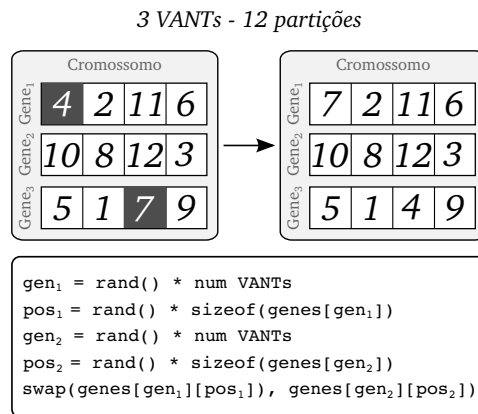 3 VANTs - 12 partições
Cromossomo
Gene₁ 4 2 11 6
Gene₂ 10 8 12 3
Gene₃ 5 1 7 9
Cromossomo
Gene₁ 7 2 11 6
Gene₂ 10 8 12 3
Gene₃ 5 1 4 9
gen₁ = rand() * num VANTs
pos₁ = rand() * sizeof(genes[gen₁])
gen₂ = rand() * num VANTs
pos₂ = rand() * sizeof(genes[gen₂])
swap(genes[gen₁][pos₁]), genes[gen₂][pos₂])